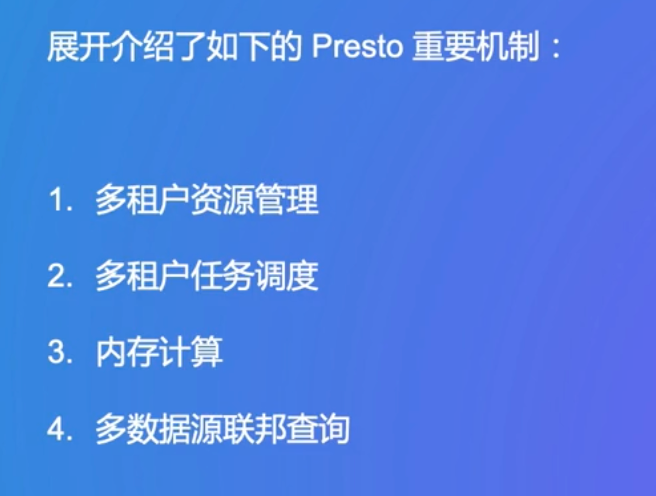 展开介绍了如下的 Presto 重要机制：
1. 多租户资源管理
2. 多租户任务调度
3. 内存计算
4. 多数据源联邦查询